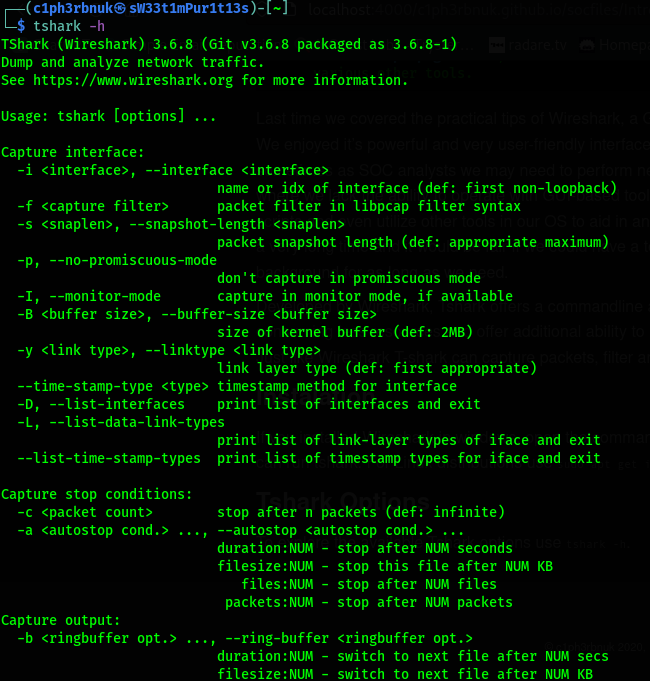 ┌──(c1ph3rbnuk㉿sW33t1mPur1t13s)-[~]
└─$ tshark -h
TShark (Wireshark) 3.6.8 (Git v3.6.8 packaged as 3.6.8-1)
Dump and analyze network traffic.
See https://www.wireshark.org for more information.

Usage: tshark [options] ...

Capture interface:
  -i <interface>, --interface <interface>
                           name or idx of interface (def: first non-loopback)
  -f <capture filter>      packet filter in libpcap filter syntax
  -s <snaplen>, --snapshot-length <snaplen>
                           packet snapshot length (def: appropriate maximum)
  -p, --no-promiscuous-mode
                           don't capture in promiscuous mode
  -I, --monitor-mode       capture in monitor mode, if available
  -B <buffer size>, --buffer-size <buffer size>
                           size of kernel buffer (def: 2MB)
  -y <link type>, --linktype <link type>
                           link layer type (def: first appropriate)
  --time-stamp-type <type> timestamp method for interface
  -D, --list-interfaces    print list of interfaces and exit
  -L, --list-data-link-types
                           print list of link-layer types of iface and exit
  --list-time-stamp-types  print list of timestamp types for iface and exit

Capture stop conditions:
  -c <packet count>        stop after n packets (def: infinite)
  -a <autostop cond.> ..., --autostop <autostop cond.> ...
                           duration:NUM - stop after NUM seconds
                           filesize:NUM - stop this file after NUM KB
                              files:NUM - stop after NUM files
                            packets:NUM - stop after NUM packets
Capture output:
  -b <ringbuffer opt.> ..., --ring-buffer <ringbuffer opt.>
                           duration:NUM - switch to next file after NUM secs
                           filesize:NUM - switch to next file after NUM KB